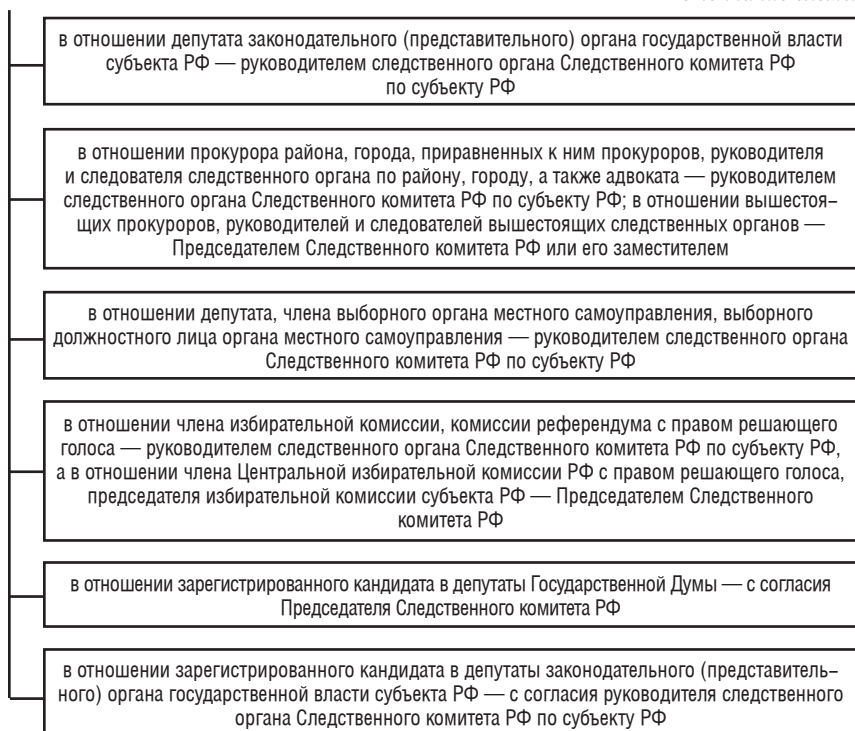 в отношении депутата законодательного (представительного) органа государственной власти
субъекта РФ — руководителем следственного органа Следственного комитета РФ
по субъекту РФ
в отношении прокурора района, города, приравненных к ним прокуроров, руководителя
и следователя следственного органа по району, городу, а также адвоката — руководителем
следственного органа Следственного комитета РФ по субъекту РФ; в отношении вышестоя-
щих прокуроров, руководителей и следователей вышестоящих следственных органов —
Председателем Следственного комитета РФ или его заместителем
в отношении депутата, члена выборного органа местного самоуправления, выборного
должностного лица органа местного самоуправления — руководителем следственного органа
Следственного комитета РФ по субъекту РФ
в отношении члена избирательной комиссии, комиссии референдума с правом решающего
голоса — руководителем следственного органа Следственного комитета РФ по субъекту РФ,
а в отношении члена Центральной избирательной комиссии РФ с правом решающего голоса,
председателя избирательной комиссии субъекта РФ — Председателем Следственного
комитета РФ
в отношении зарегистрированного кандидата в депутаты Государственной Думы — с согласия
Председателя Следственного комитета РФ
в отношении зарегистрированного кандидата в депутаты законодательного (представитель-
ного) органа государственной власти субъекта РФ — с согласия руководителя следственного
органа Следственного комитета РФ по субъекту РФ